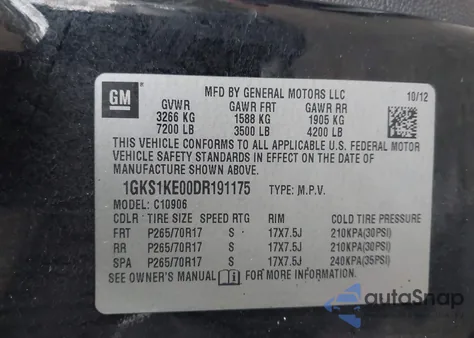 GM
MFD BY GENERAL MOTORS LLC
10/12
GVWR GAWR FRT GAWR RR
3266 KG 1588 KG 1905 KG
7200 LB 3500 LB 4200 LB
THIS VEHICLE CONFORMS TO ALL APPLICABLE U.S. FEDERAL MOTOR
VEHICLE SAFETY STANDARDS IN EFFECT ON THE DATE OF
MANUFACTURE SHOWN ABOVE.
1GKS1KE00DR191175 TYPE: M.P.V.
C10906
CDLR TIRE SIZE SPEED RTG RIM COLD TIRE PRESSURE
FRT P265/70R17 S 17X7.5J 210KPA(30PSI)
RR P265/70R17 S 17X7.5J 210KPA(30PSI)
SPA P265/70R17 S 17X7.5J 240KPA(35PSI)
SEE OWNER'S MANUAL FOR MORE INFORMATION.
autoSnap